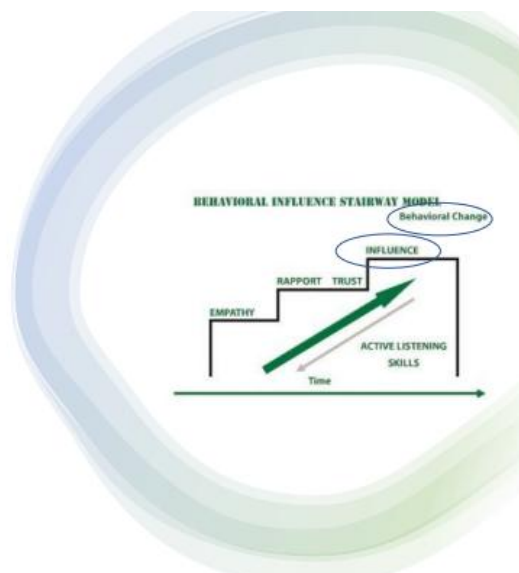 BEHAVIORAL INFLUENCE STAIRWAY MODEL
Behavioral Change
INFLUENCE
RAPPORT TRUST
EMPATHY
ACTIVE LISTENING
SKILLS
Time